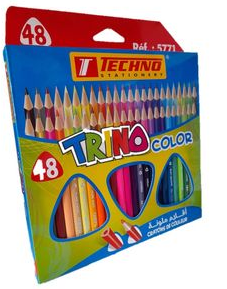 48
Réf. : 5771
T TECHNO
STATIONERY
TRINO
COLOR
48
أقلام ملونة
CRAYONS DE COULEUR